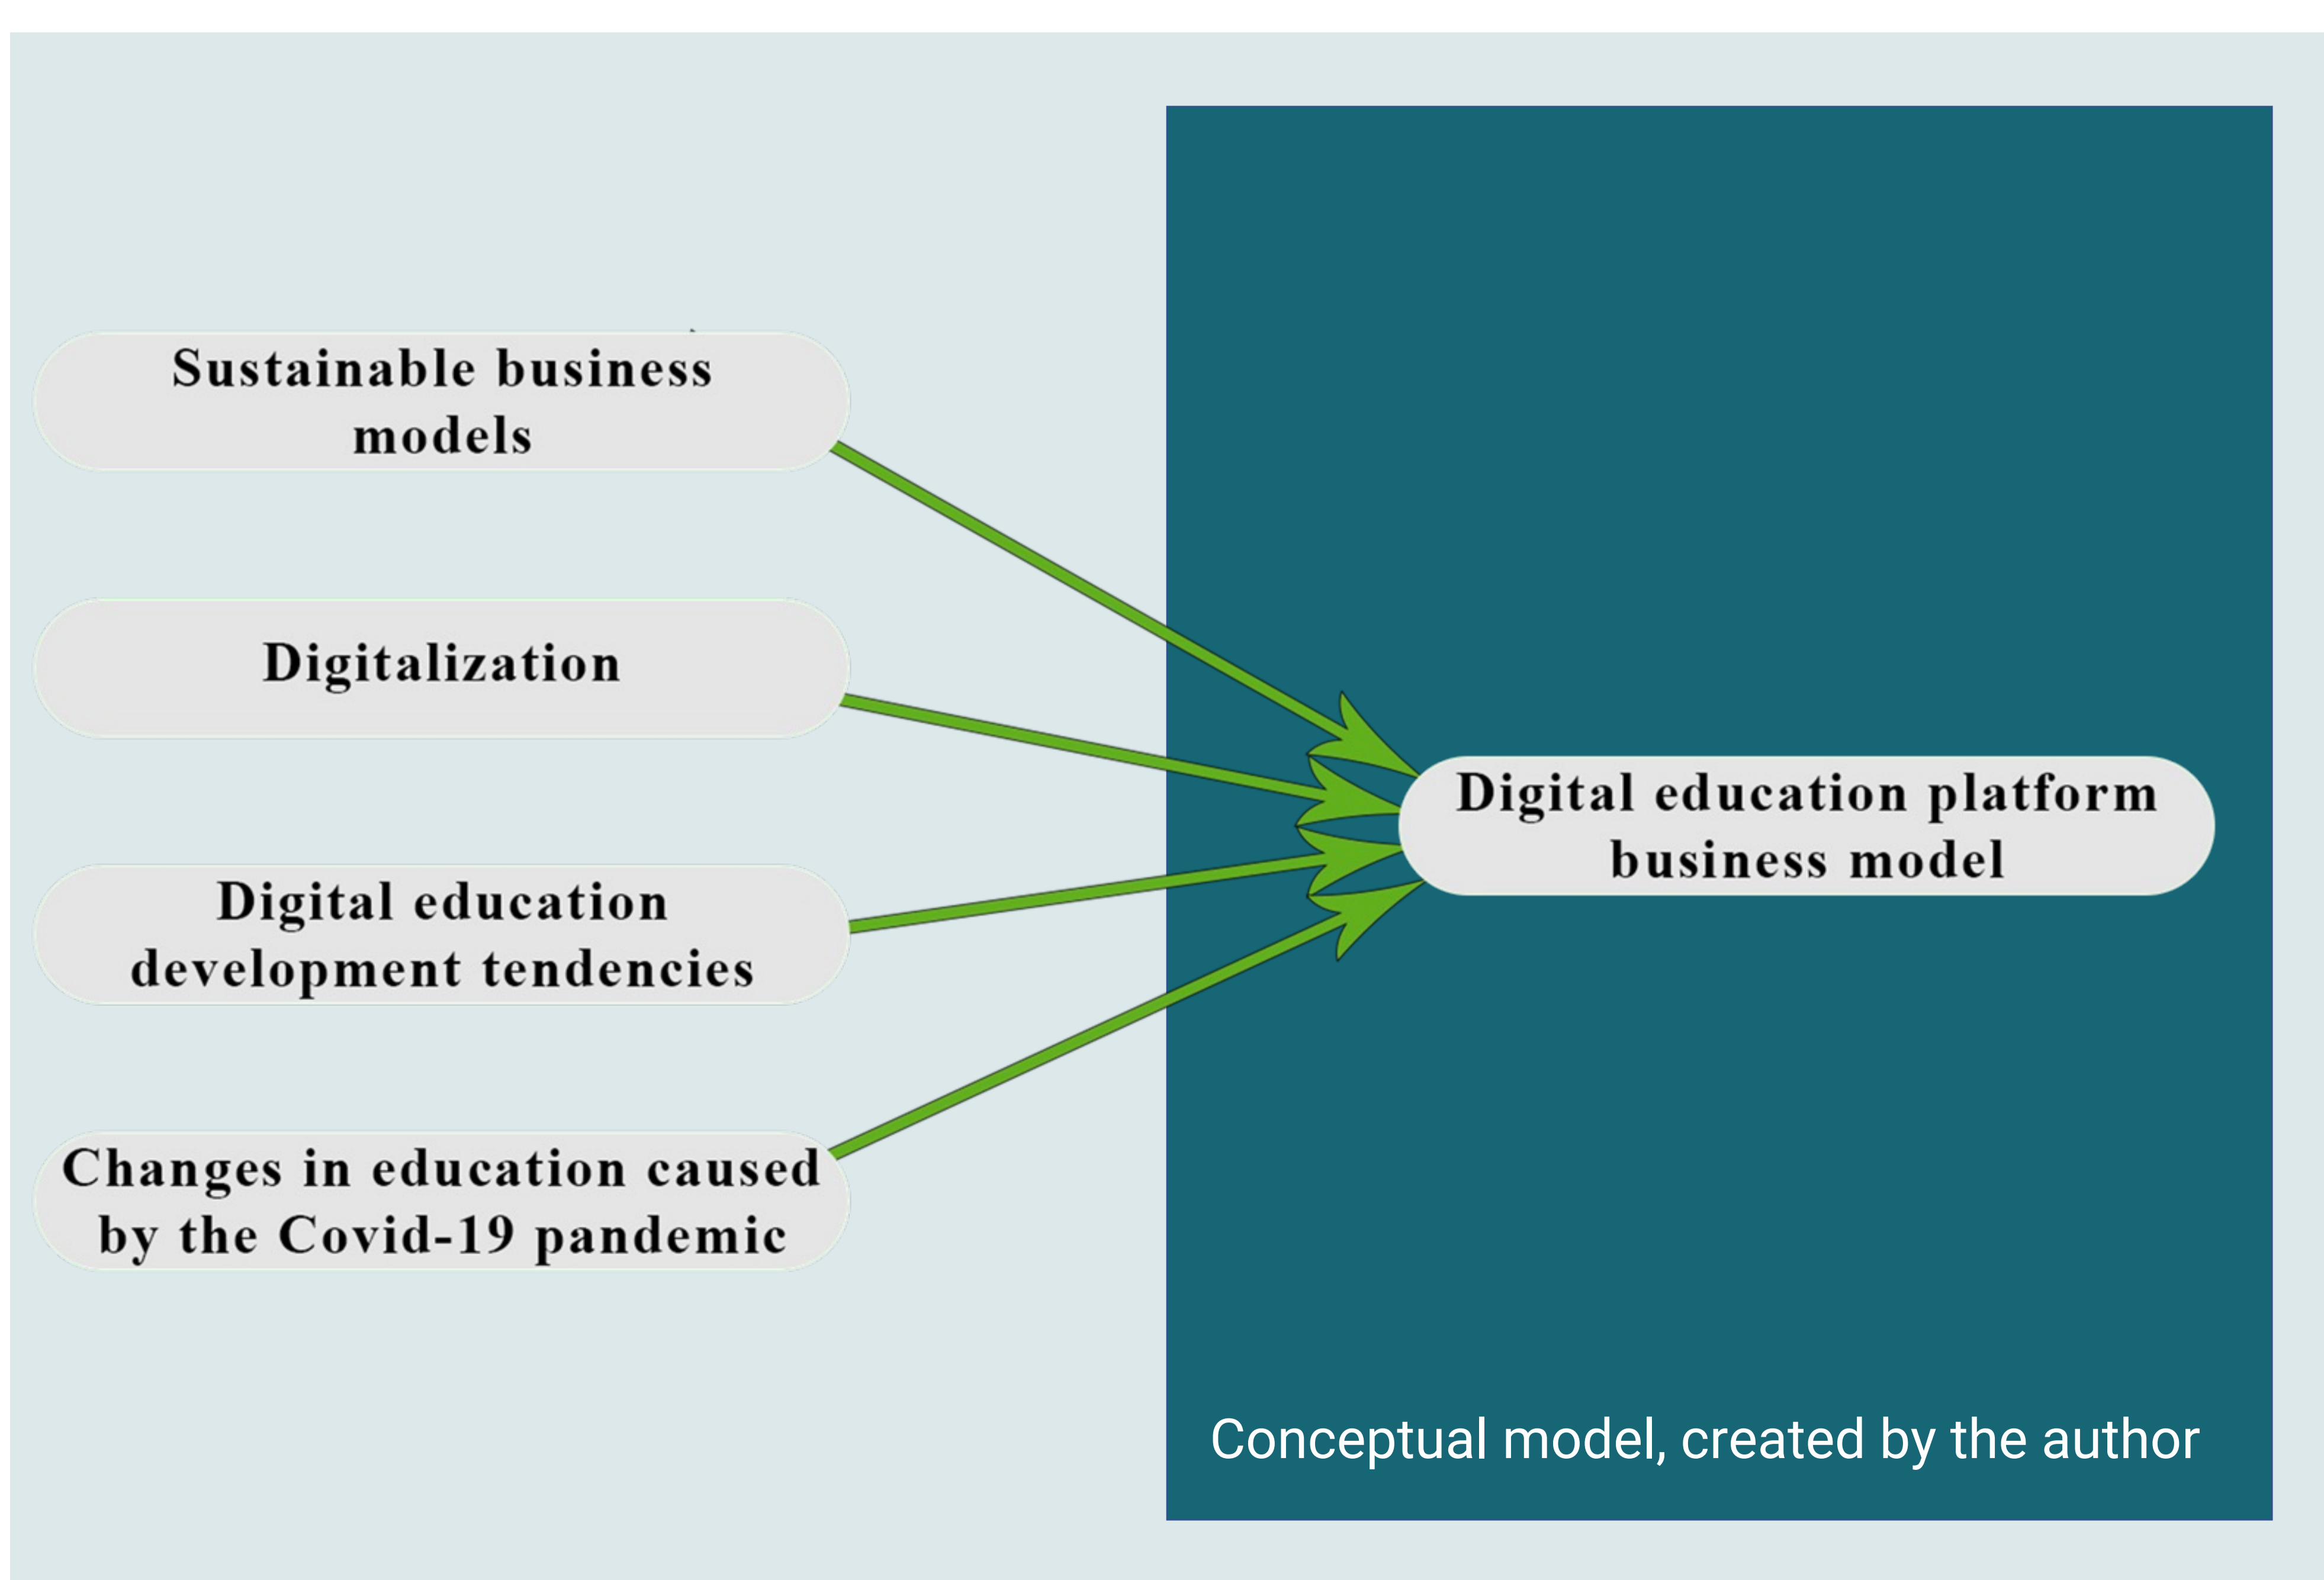 Sustainable business
models
Digitalization
Digital education
development tendencies
Changes in education caused
by the Covid-19 pandemic
Digital education platform
business model
Conceptual model, created by the author